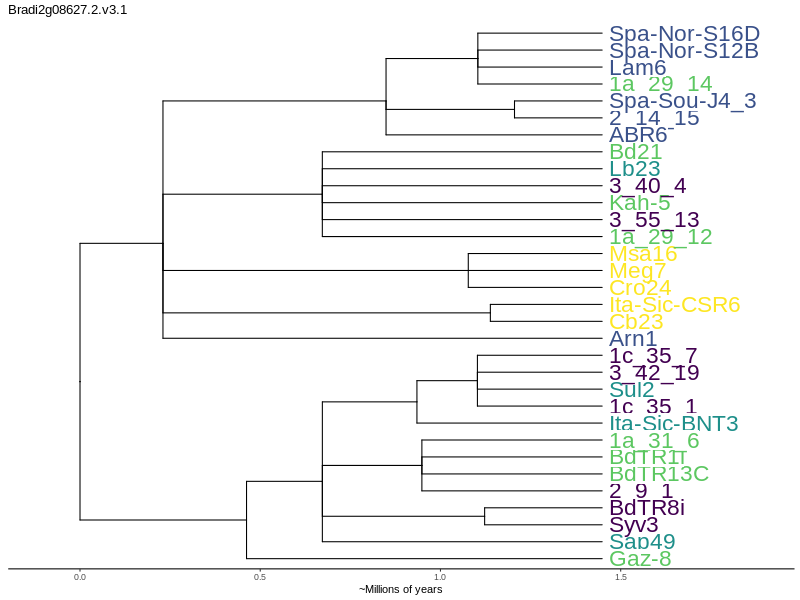 Bradi2g08627.2.v3.1
Spa-Nor-S16D
Spa-Nor-S12B
Lam6
1a_29_14
Spa-Sou-J4_3
2_14_15
ABR6
Bd21
Lb23
3_40_4
Kah-5
3_55_13
1a_29_12
Msa16
Meg7
Cro24
Ita-Sic-CSR6
Cb23
Arn1
1c_35_7
3_42_19
Sul2
1c_35_1
Ita-Sic-BNT3
1a_31_6
BdTR1f
BdTR13C
2_9_1
BdTR8i
Syv3
Sap49
Gaz-8
0.0 0.5 1.0 1.5
~Millions of years